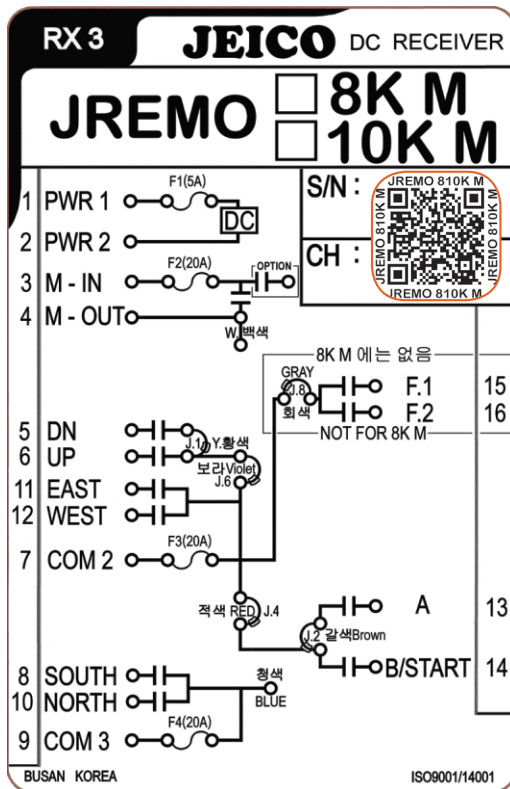 RX 3 JEICO DC RECEIVER
JREMO 8K M
10K M
S/N :
CH :
JREMO 810K M
JREMO 810K M
JREMO 810K M
JREMO 810K M
1 PWR 1 F1(5A)
DC
2 PWR 2
3 M - IN F2(20A) OPTION
4 M - OUT
W. 백색
8K M 에는 없음
GRAY
J.8
회색
F.1 15
F.2 16
NOT FOR 8K M
5 DN
J.1 Y.황색
6 UP
보라Violet
J.6
11 EAST
12 WEST
7 COM 2 F3(20A)
적색 RED J.4
A 13
J.2 갈색Brown
B/START 14
8 SOUTH
청색
BLUE
10 NORTH
F4(20A)
9 COM 3
BUSAN KOREA ISO9001/14001